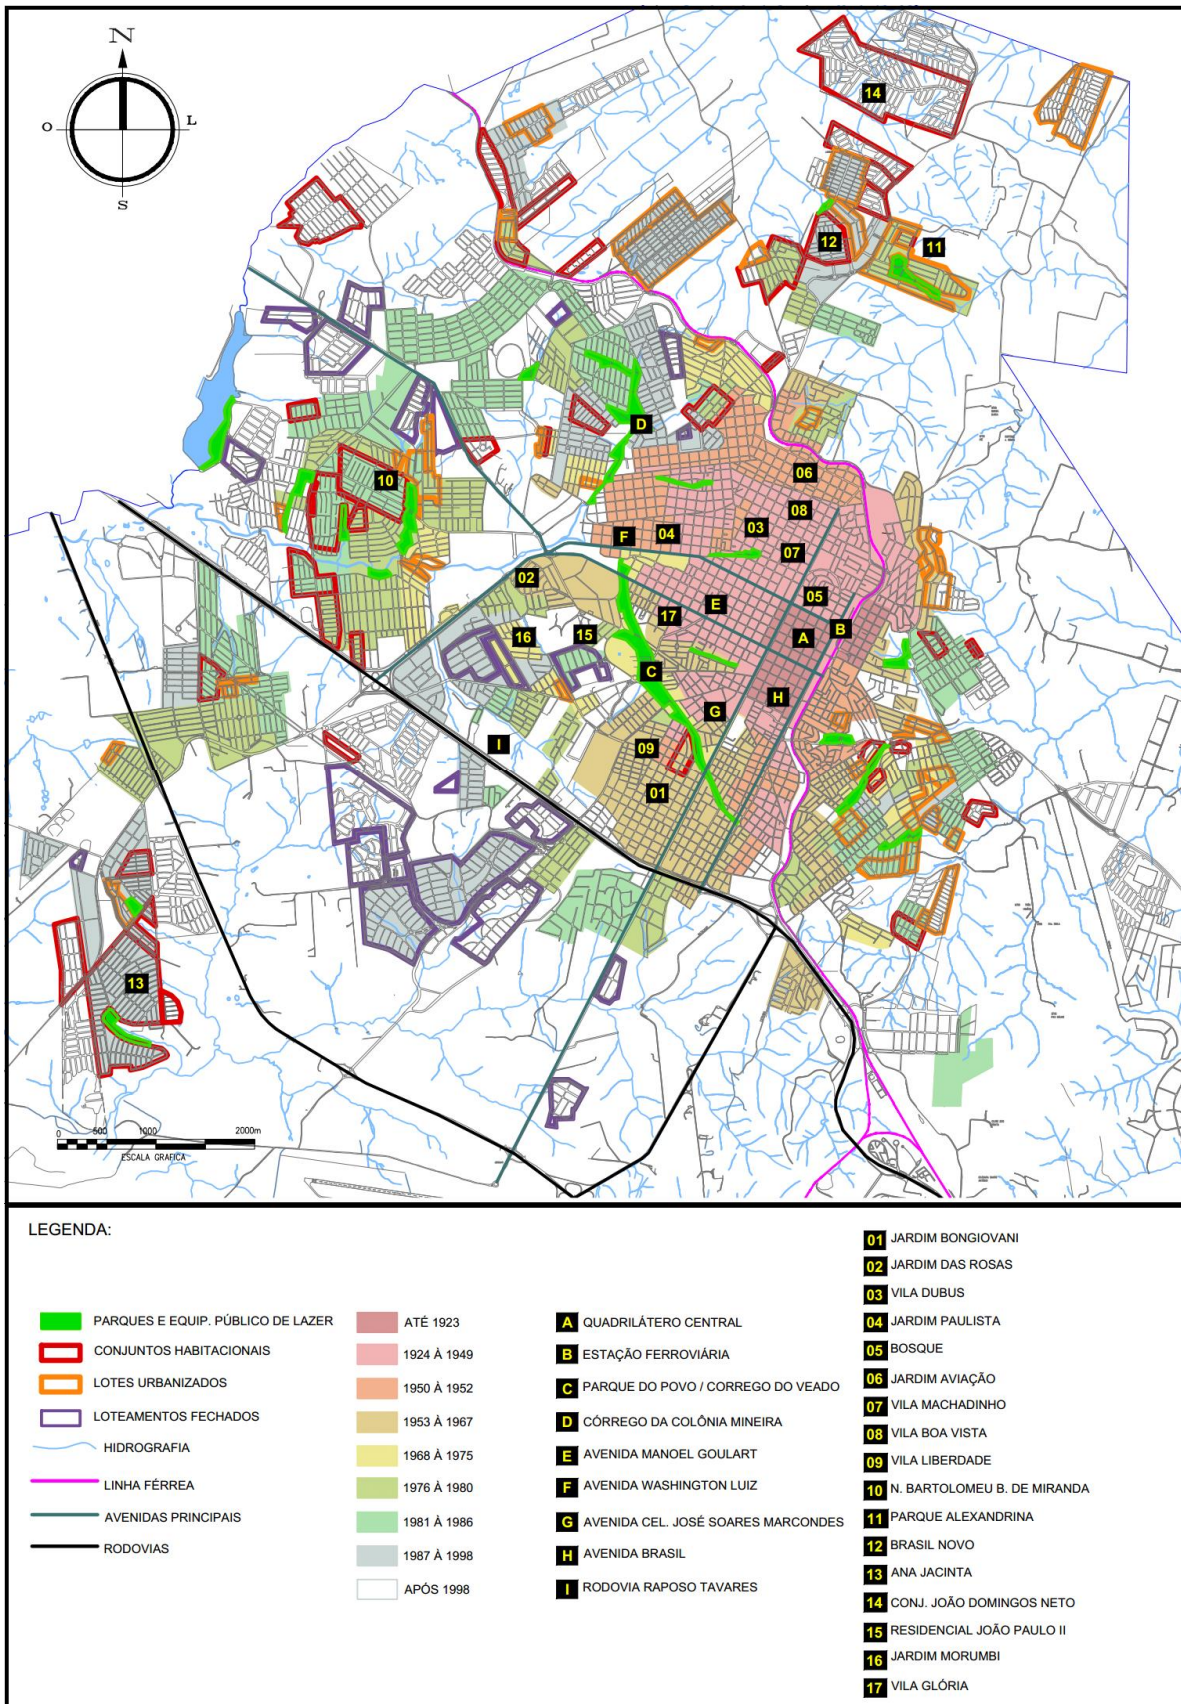 N
O
L
S
14
12
11
D
10
06
08
03
04
F
07
02
05
E
17
B
A
16
15
C
H
G
I
09
01
13
0
500
1000
2000m
ESCALA GRAFICA
LEGENDA:
PARQUES E EQUIP. PÚBLICO DE LAZER
CONJUNTOS HABITACIONAIS
LOTES URBANIZADOS
LOTEAMENTOS FECHADOS
HIDROGRAFIA
LINHA FÉRREA
AVENIDAS PRINCIPAIS
RODOVIAS
ATÉ 1923
1924 À 1949
1950 À 1952
1953 À 1967
1968 À 1975
1976 À 1980
1981 À 1986
1987 À 1998
APÓS 1998
A QUADRILÁTERO CENTRAL
B ESTAÇÃO FERROVIÁRIA
C PARQUE DO POVO / CORREGO DO VEADO
D CÓRREGO DA COLÔNIA MINEIRA
E AVENIDA MANOEL GOULART
F AVENIDA WASHINGTON LUIZ
G AVENIDA CEL. JOSÉ SOARES MARCONDES
H AVENIDA BRASIL
I RODOVIA RAPOSO TAVARES
01 JARDIM BONGIOVANI
02 JARDIM DAS ROSAS
03 VILA DUBUS
04 JARDIM PAULISTA
05 BOSQUE
06 JARDIM AVIAÇÃO
07 VILA MACHADINHO
08 VILA BOA VISTA
09 VILA LIBERDADE
10 N. BARTOLOMEU B. DE MIRANDA
11 PARQUE ALEXANDRINA
12 BRASIL NOVO
13 ANA JACINTA
14 CONJ. JOÃO DOMINGOS NETO
15 RESIDENCIAL JOÃO PAULO II
16 JARDIM MORUMBI
17 VILA GLÓRIA